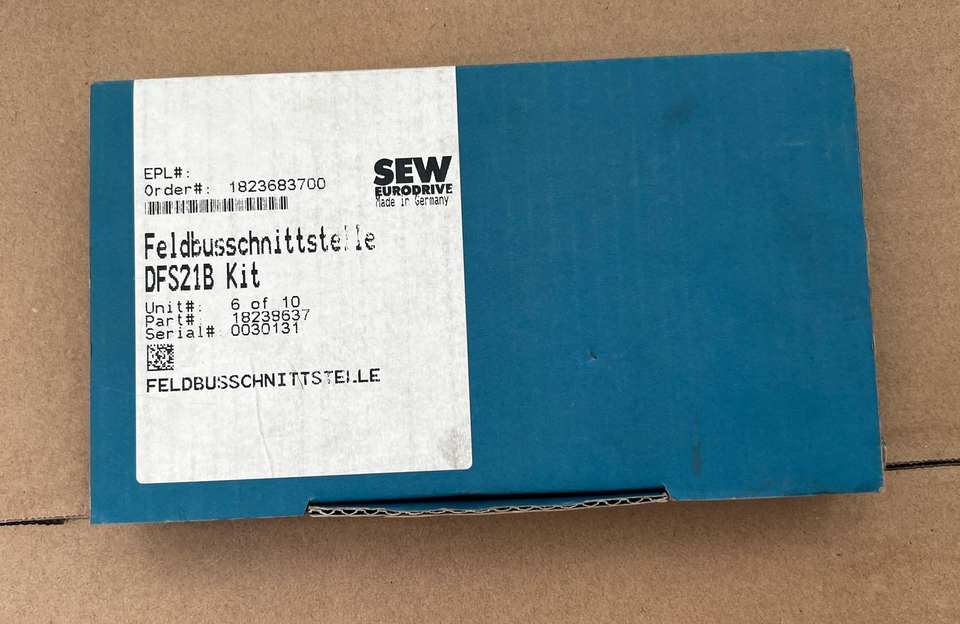 EPL#:
Order#: 1823683700
SEW
EURODRIVE
Made in Germany
Feldbusschnittstelle
DFS21B Kit
Unit#: 6 of 10
Part# 18239637
Serial# 0030131
FELDBUSSCHNITTSTELLE